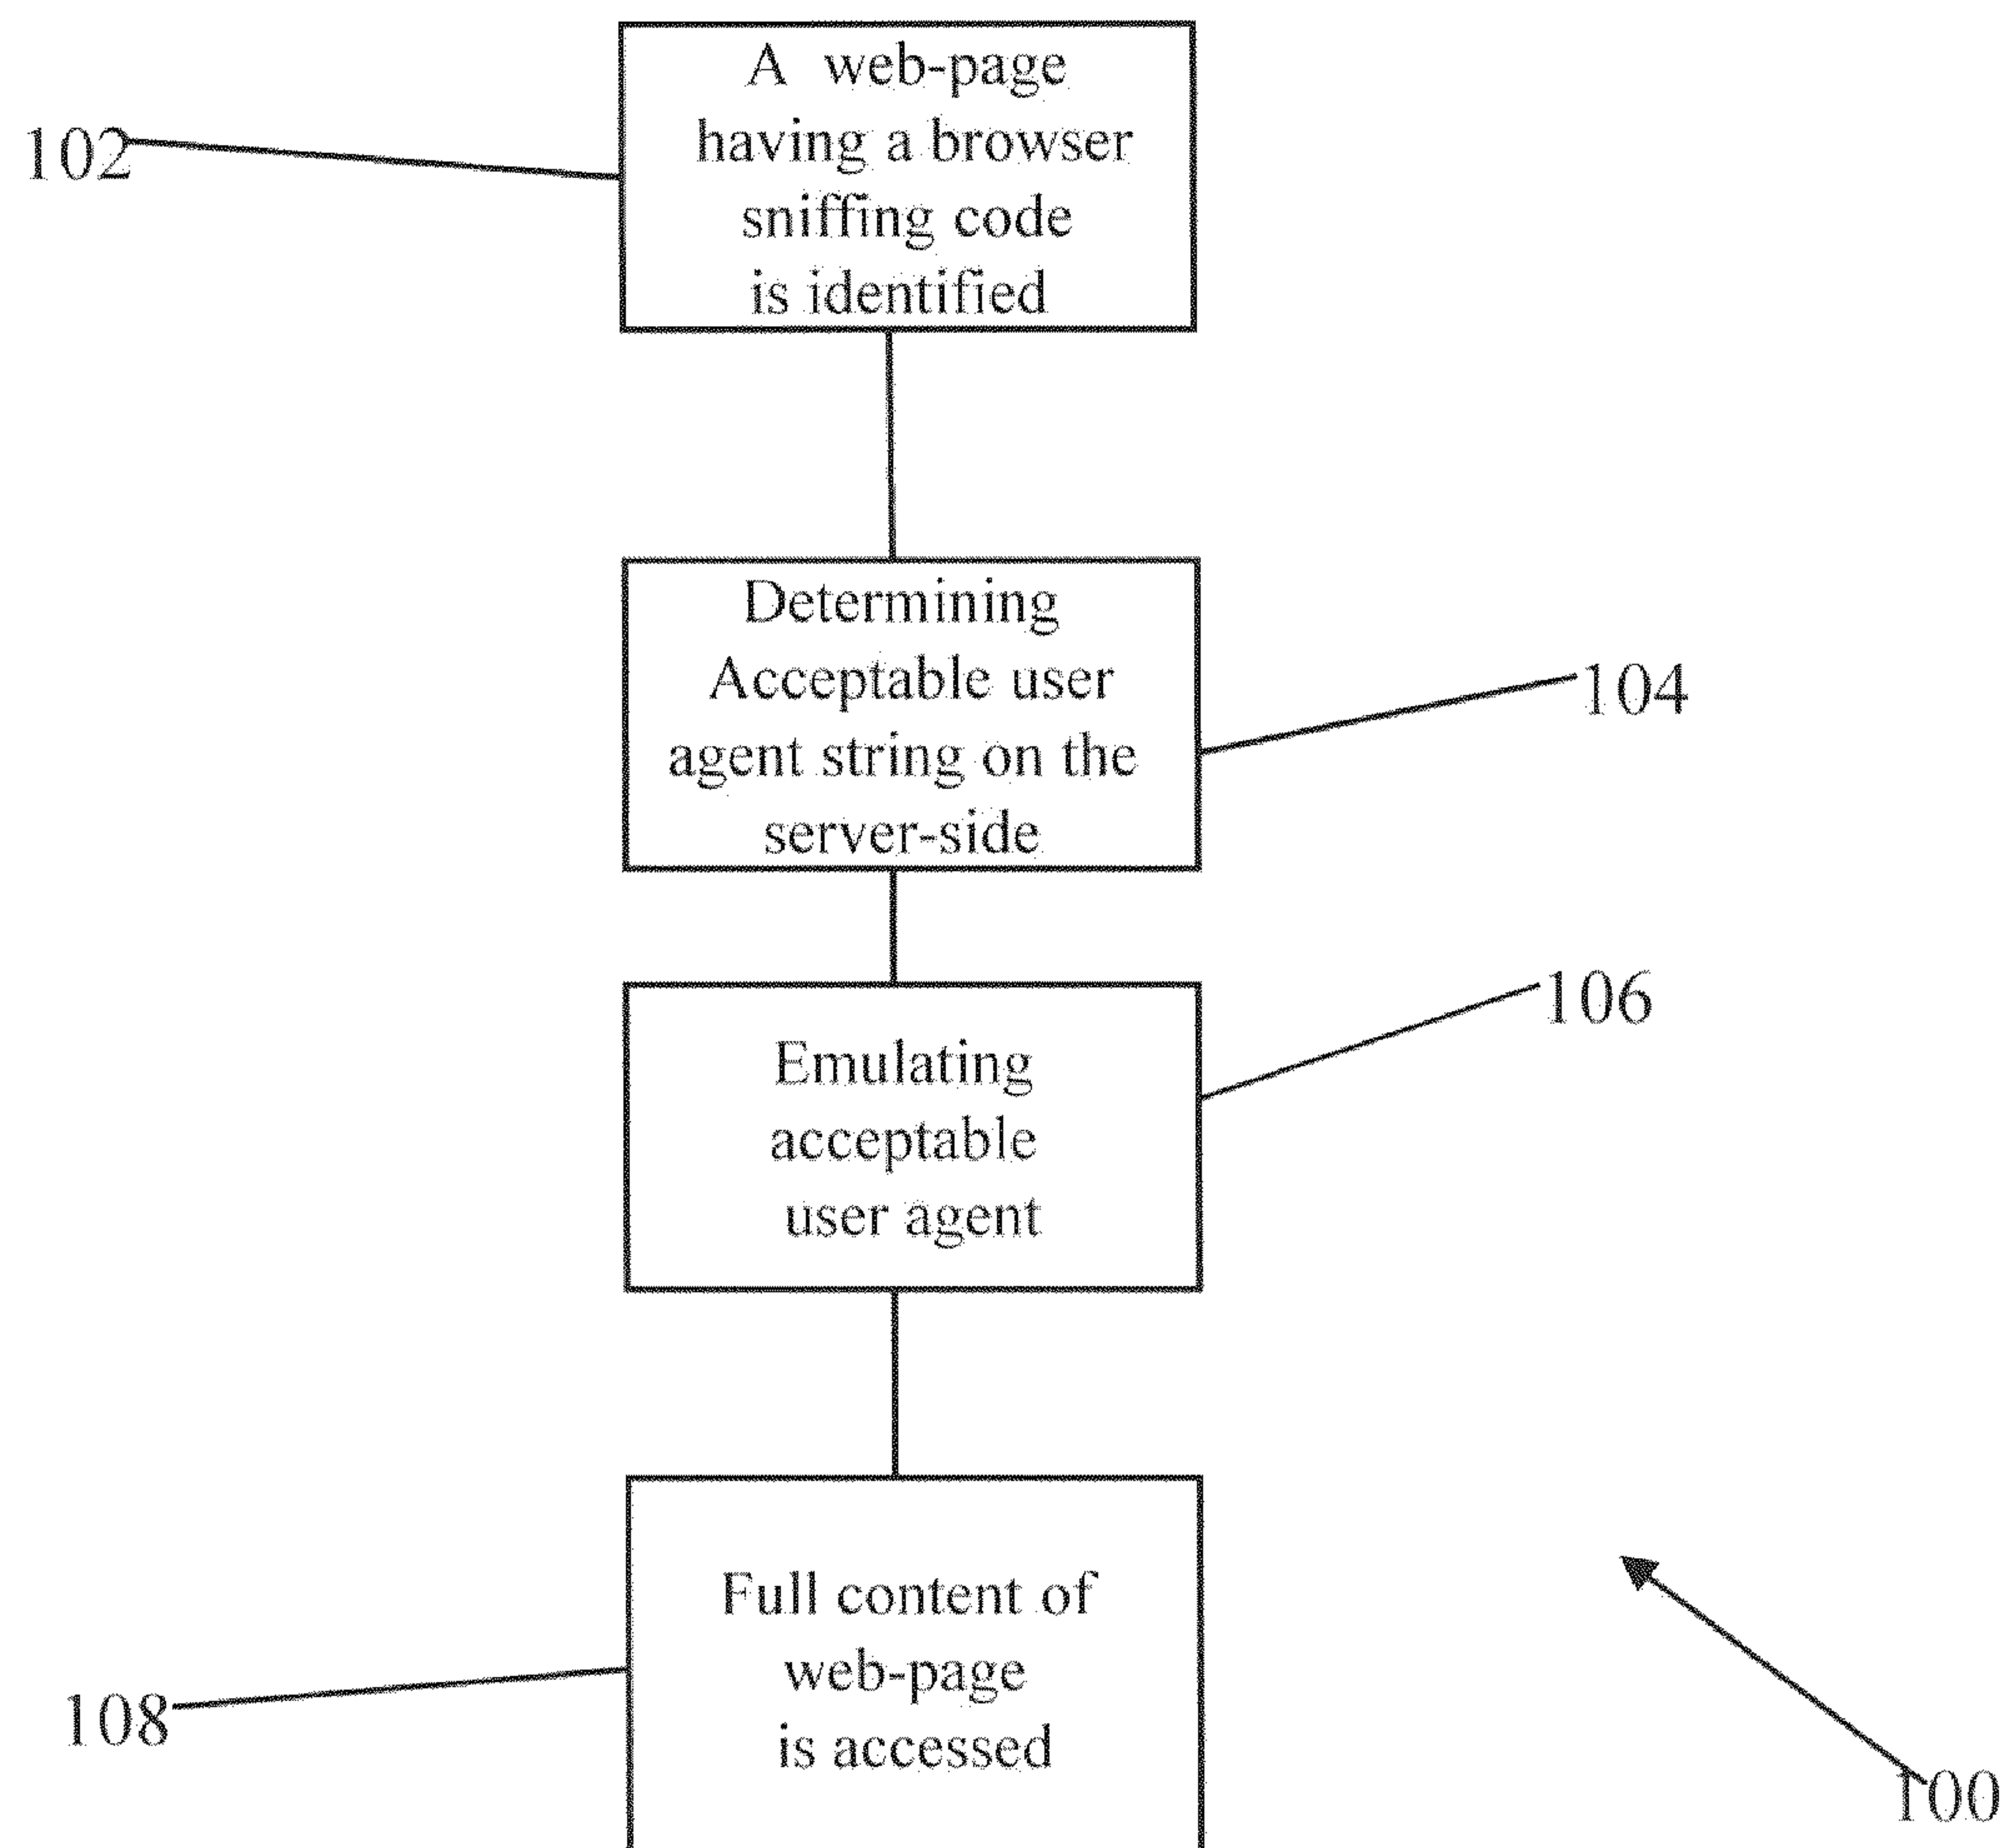 A web-page
having a browser
sniffing code
is identified
102
Determining
Acceptable user
agent string on the
server-side
104
Emulating
acceptable
user agent
106
Full content of
web-page
is accessed
108
100